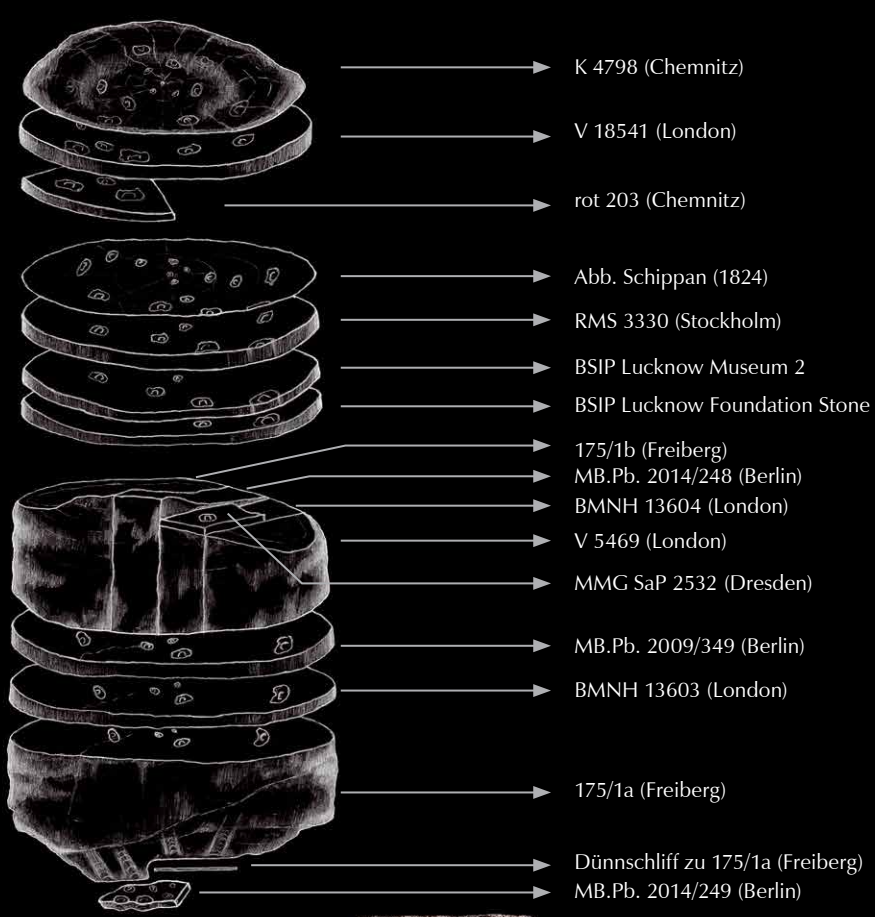 K 4798 (Chemnitz)
V 18541 (London)
rot 203 (Chemnitz)
Abb. Schippan (1824)
RMS 3330 (Stockholm)
BSIP Lucknow Museum 2
BSIP Lucknow Foundation Stone
175/1b (Freiberg)
MB.Pb. 2014/248 (Berlin)
BMNH 13604 (London)
V 5469 (London)
MMG SaP 2532 (Dresden)
MB.Pb. 2009/349 (Berlin)
BMNH 13603 (London)
175/1a (Freiberg)
Dünnschliff zu 175/1a (Freiberg)
MB.Pb. 2014/249 (Berlin)